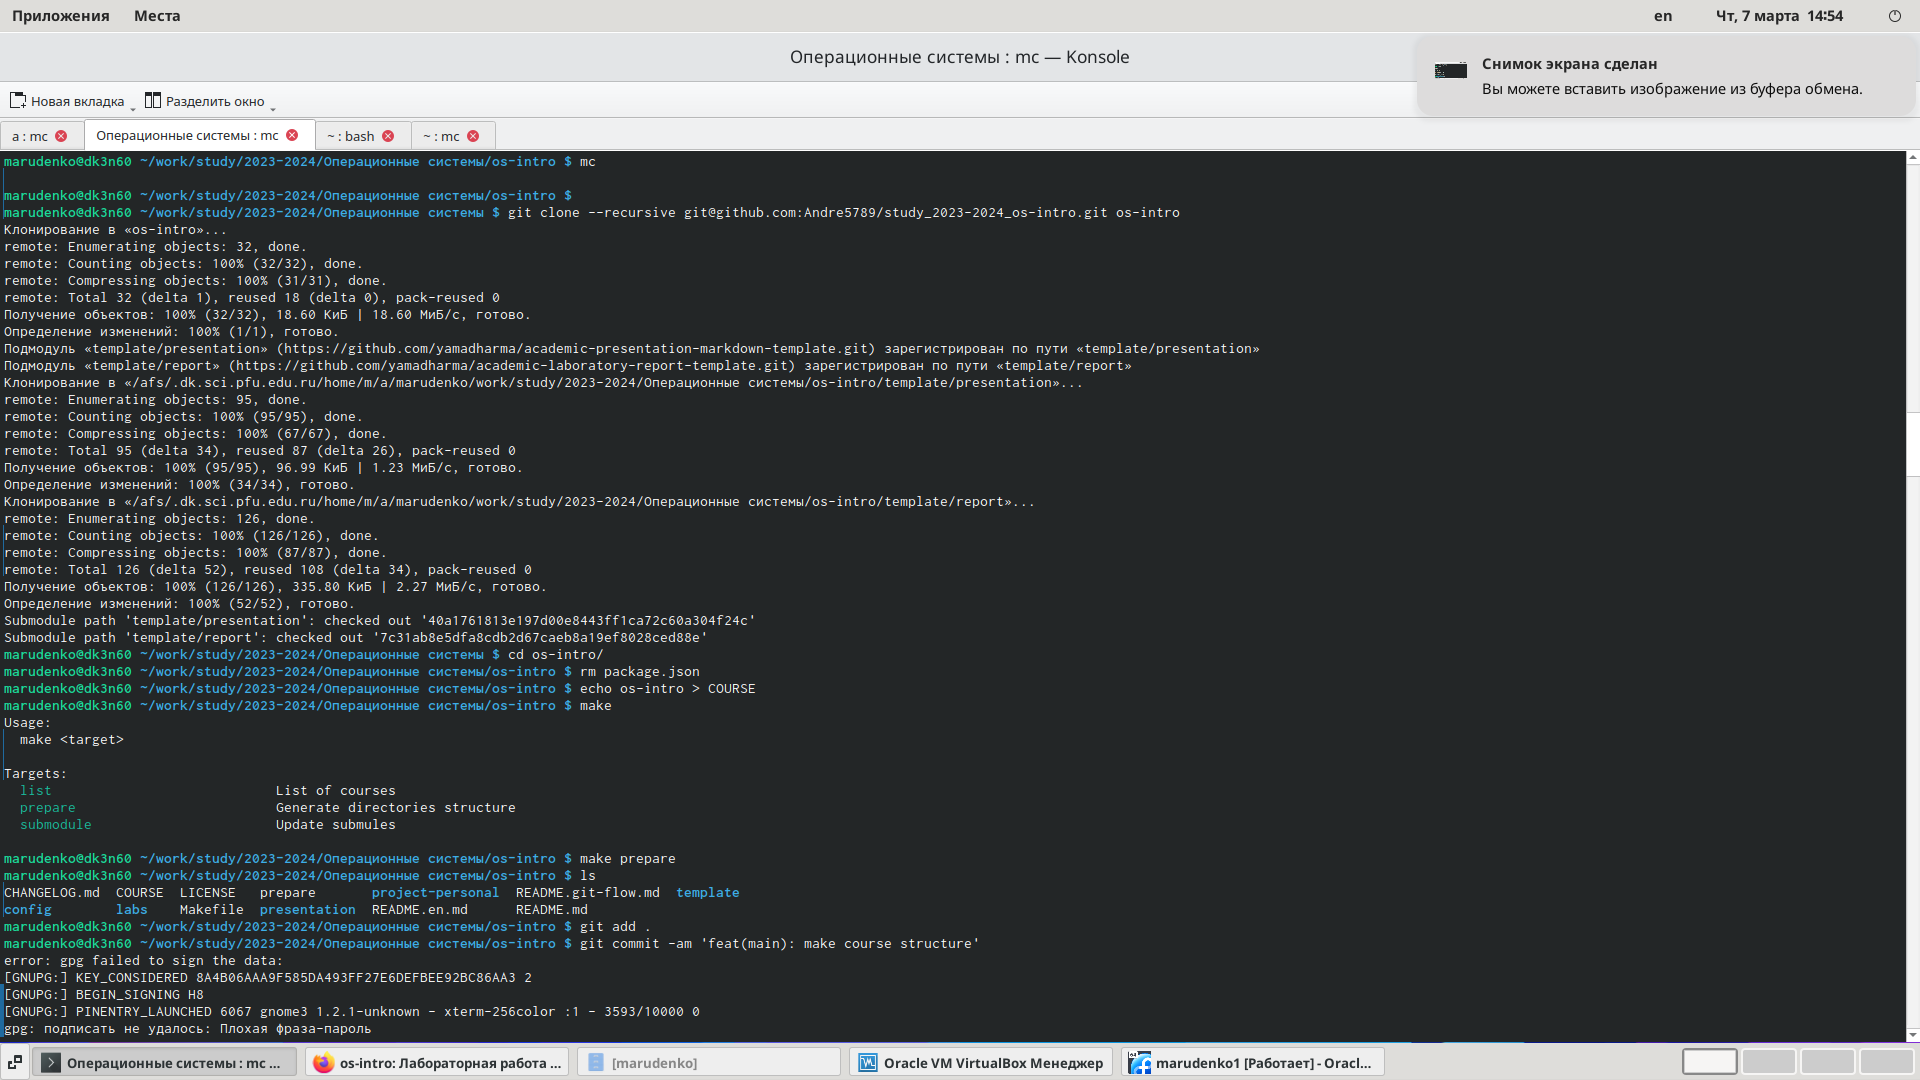 Приложения Места en Чт, 7 марта 14:54
Операционные системы : mc — Konsole
Снимок экрана сделан
Вы можете вставить изображение из буфера обмена.
Новая вкладка Разделить окно
a : mc Операционные системы : mc ~ : bash ~ : mc
marudenko@dk3n60 ~/work/study/2023-2024/Операционные системы/os-intro $ mc
marudenko@dk3n60 ~/work/study/2023-2024/Операционные системы/os-intro $
marudenko@dk3n60 ~/work/study/2023-2024/Операционные системы $ git clone --recursive git@github.com:Andre5789/study_2023-2024_os-intro.git os-intro
Клонирование в «os-intro»...
remote: Enumerating objects: 32, done.
remote: Counting objects: 100% (32/32), done.
remote: Compressing objects: 100% (31/31), done.
remote: Total 32 (delta 1), reused 18 (delta 0), pack-reused 0
Получение объектов: 100% (32/32), 18.60 КиБ | 18.60 МиБ/с, готово.
Определение изменений: 100% (1/1), готово.
Подмодуль «template/presentation» (https://github.com/yamadharma/academic-presentation-markdown-template.git) зарегистрирован по пути «template/presentation»
Подмодуль «template/report» (https://github.com/yamadharma/academic-laboratory-report-template.git) зарегистрирован по пути «template/report»
Клонирование в «/afs/.dk.sci.pfu.edu.ru/home/m/a/marudenko/work/study/2023-2024/Операционные системы/os-intro/template/presentation»...
remote: Enumerating objects: 95, done.
remote: Counting objects: 100% (95/95), done.
remote: Compressing objects: 100% (67/67), done.
remote: Total 95 (delta 34), reused 87 (delta 26), pack-reused 0
Получение объектов: 100% (95/95), 96.99 КиБ | 1.23 МиБ/с, готово.
Определение изменений: 100% (34/34), готово.
Клонирование в «/afs/.dk.sci.pfu.edu.ru/home/m/a/marudenko/work/study/2023-2024/Операционные системы/os-intro/template/report»...
remote: Enumerating objects: 126, done.
remote: Counting objects: 100% (126/126), done.
remote: Compressing objects: 100% (87/87), done.
remote: Total 126 (delta 52), reused 108 (delta 34), pack-reused 0
Получение объектов: 100% (126/126), 335.80 КиБ | 2.27 МиБ/с, готово.
Определение изменений: 100% (52/52), готово.
Submodule path 'template/presentation': checked out '40a1761813e197d00e8443ff1ca72c60a304f24c'
Submodule path 'template/report': checked out '7c31ab8e5dfa8cdb2d67caeb8a19ef8028ced88e'
marudenko@dk3n60 ~/work/study/2023-2024/Операционные системы $ cd os-intro/
marudenko@dk3n60 ~/work/study/2023-2024/Операционные системы/os-intro $ rm package.json
marudenko@dk3n60 ~/work/study/2023-2024/Операционные системы/os-intro $ echo os-intro > COURSE
marudenko@dk3n60 ~/work/study/2023-2024/Операционные системы/os-intro $ make
Usage:
make <target>
Targets:
list List of courses
prepare Generate directories structure
submodule Update submules
marudenko@dk3n60 ~/work/study/2023-2024/Операционные системы/os-intro $ make prepare
marudenko@dk3n60 ~/work/study/2023-2024/Операционные системы/os-intro $ ls
CHANGELOG.md COURSE LICENSE prepare project-personal README.git-flow.md template
config labs Makefile presentation README.en.md README.md
marudenko@dk3n60 ~/work/study/2023-2024/Операционные системы/os-intro $ git add .
marudenko@dk3n60 ~/work/study/2023-2024/Операционные системы/os-intro $ git commit -am 'feat(main): make course structure'
error: gpg failed to sign the data:
[GNUPG:] KEY_CONSIDERED 8A4B06AAA9F585DA493FF27E6DEFBEE92BC86AA3 2
[GNUPG:] BEGIN_SIGNING H8
[GNUPG:] PINENTRY_LAUNCHED 6067 gnome3 1.2.1-unknown - xterm-256color :1 - 3593/10000 0
gpg: подписать не удалось: Плохая фраза-пароль
Операционные системы : mc ... os-intro: Лабораторная работа ... [marudenko] Oracle VM VirtualBox Менеджер marudenko1 [Работает] - Oracl...